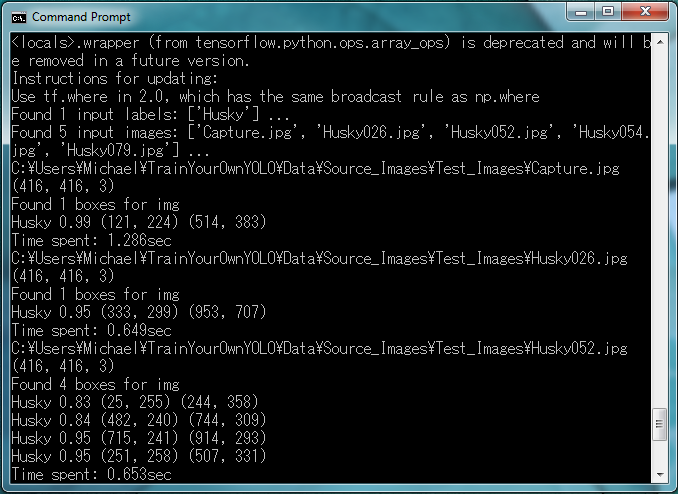 Command Prompt
<locals>.wrapper (from tensorflow.python.ops.array_ops) is deprecated and will b
e removed in a future version.
Instructions for updating:
Use tf.where in 2.0, which has the same broadcast rule as np.where
Found 1 input labels: ['Husky'] ...
Found 5 input images: ['Capture.jpg', 'Husky026.jpg', 'Husky052.jpg', 'Husky054.
jpg', 'Husky079.jpg'] ...
C:¥Users¥Michael¥TrainYourOwnYOLO¥Data¥Source_Images¥Test_Images¥Capture.jpg
(416, 416, 3)
Found 1 boxes for img
Husky 0.99 (121, 224) (514, 383)
Time spent: 1.286sec
C:¥Users¥Michael¥TrainYourOwnYOLO¥Data¥Source_Images¥Test_Images¥Husky026.jpg
(416, 416, 3)
Found 1 boxes for img
Husky 0.95 (333, 299) (953, 707)
Time spent: 0.649sec
C:¥Users¥Michael¥TrainYourOwnYOLO¥Data¥Source_Images¥Test_Images¥Husky052.jpg
(416, 416, 3)
Found 4 boxes for img
Husky 0.83 (25, 255) (244, 358)
Husky 0.84 (482, 240) (744, 309)
Husky 0.95 (715, 241) (914, 293)
Husky 0.95 (251, 258) (507, 331)
Time spent: 0.653sec